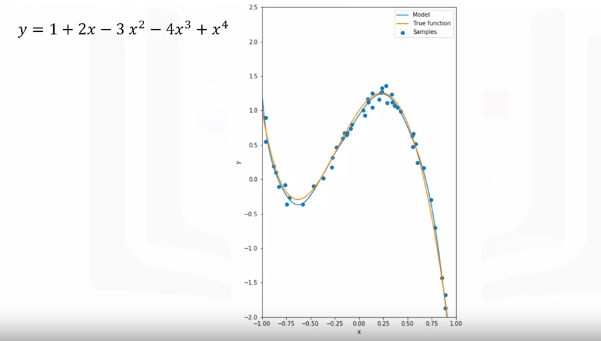 y = 1 + 2x − 3 x² − 4x³ + x⁴
2.5
Model
True function
Samples
2.0
1.5
1.0
0.5
y
0.0
−0.5
−1.0
−1.5
−2.0
−1.00 −0.75 −0.50 −0.25 0.00 0.25 0.50 0.75 1.00
x